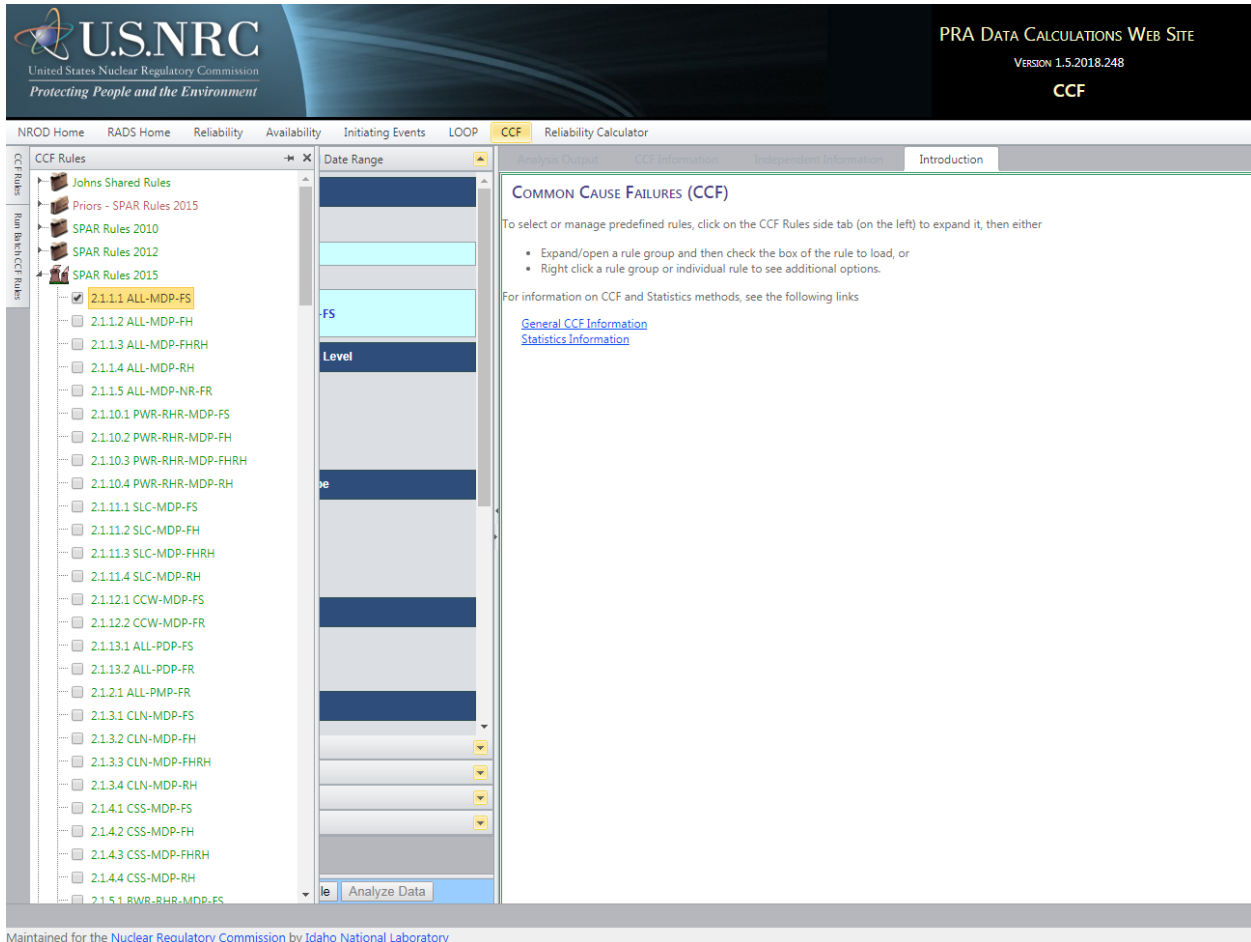 U.S.NRC
United States Nuclear Regulatory Commission
Protecting People and the Environment
PRA DATA CALCULATIONS WEB SITE
VERSION 1.5.2018.248
CCF
NROD Home RADS Home Reliability Availability Initiating Events LOOP CCF Reliability Calculator
CCF Rules
Run Batch CCF Rules
CCF Rules
Johns Shared Rules
Priors - SPAR Rules 2015
SPAR Rules 2010
SPAR Rules 2012
SPAR Rules 2015
2.1.1.1 ALL-MDP-FS
2.1.1.2 ALL-MDP-FH
2.1.1.3 ALL-MDP-FHRH
2.1.1.4 ALL-MDP-RH
2.1.1.5 ALL-MDP-NR-FR
2.1.10.1 PWR-RHR-MDP-FS
2.1.10.2 PWR-RHR-MDP-FH
2.1.10.3 PWR-RHR-MDP-FHRH
2.1.10.4 PWR-RHR-MDP-RH
2.1.11.1 SLC-MDP-FS
2.1.11.2 SLC-MDP-FH
2.1.11.3 SLC-MDP-FHRH
2.1.11.4 SLC-MDP-RH
2.1.12.1 CCW-MDP-FS
2.1.12.2 CCW-MDP-FR
2.1.13.1 ALL-PDP-FS
2.1.13.2 ALL-PDP-FR
2.1.2.1 ALL-PMP-FR
2.1.3.1 CLN-MDP-FS
2.1.3.2 CLN-MDP-FH
2.1.3.3 CLN-MDP-FHRH
2.1.3.4 CLN-MDP-RH
2.1.4.1 CSS-MDP-FS
2.1.4.2 CSS-MDP-FH
2.1.4.3 CSS-MDP-FHRH
2.1.4.4 CSS-MDP-RH
2.1.5.1 BWR-RHR-MDP-FS
Date Range
-FS
Level
pe
le Analyze Data
Analysis Output CCF Information Independent Information Introduction
COMMON CAUSE FAILURES (CCF)
To select or manage predefined rules, click on the CCF Rules side tab (on the left) to expand it, then either
• Expand/open a rule group and then check the box of the rule to load, or
• Right click a rule group or individual rule to see additional options.
For information on CCF and Statistics methods, see the following links
General CCF Information
Statistics Information
Maintained for the Nuclear Regulatory Commission by Idaho National Laboratory